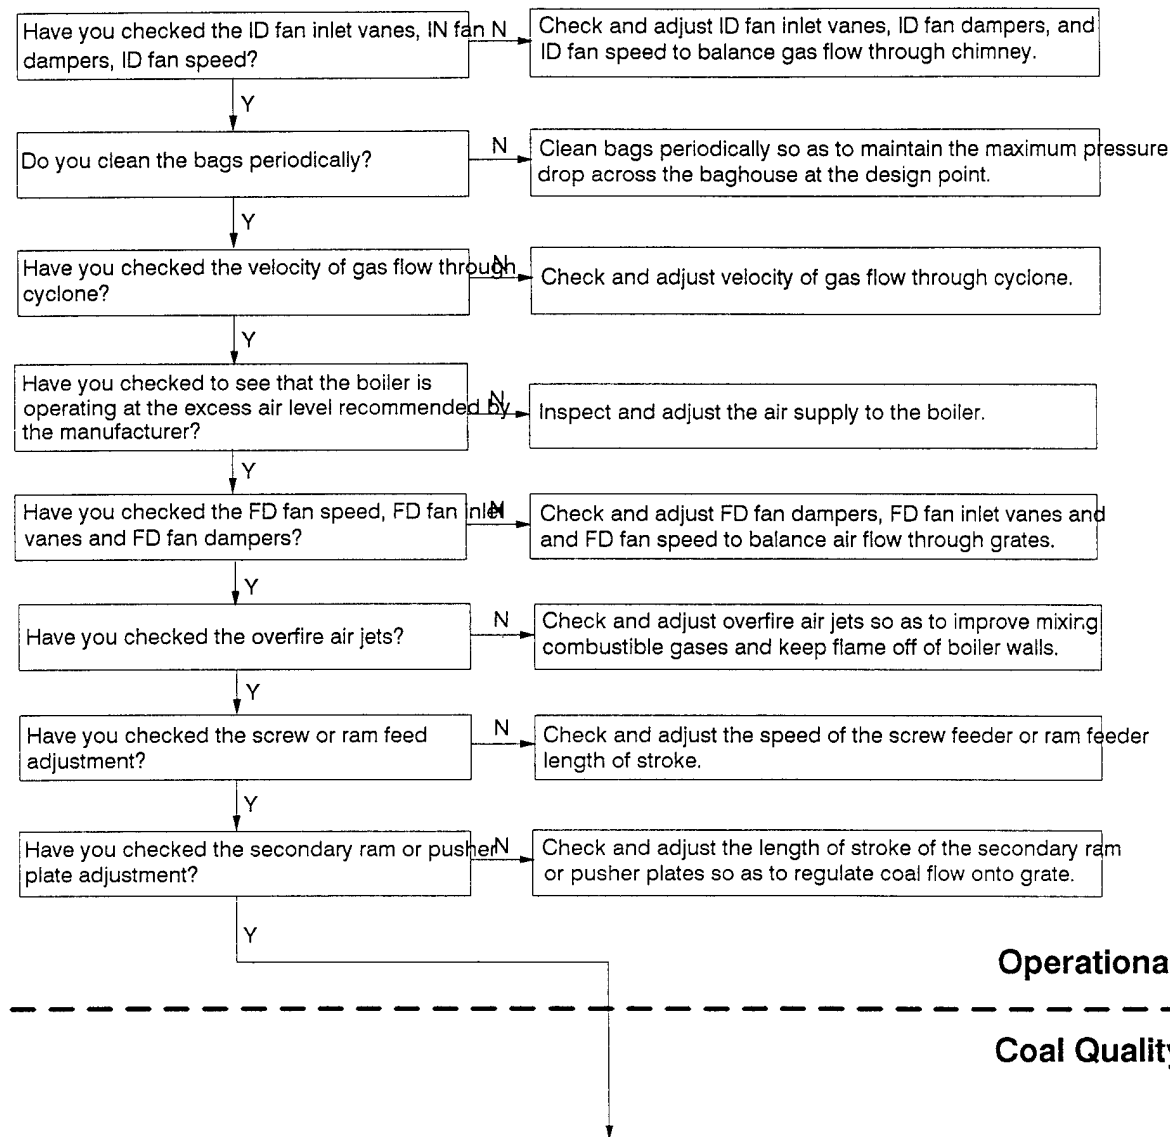 Have you checked the ID fan inlet vanes, IN fan
dampers, ID fan speed?
N
Check and adjust ID fan inlet vanes, ID fan dampers, and
ID fan speed to balance gas flow through chimney.
Y
Do you clean the bags periodically?
N
Clean bags periodically so as to maintain the maximum pressure
drop across the baghouse at the design point.
Y
Have you checked the velocity of gas flow through
cyclone?
N
Check and adjust velocity of gas flow through cyclone.
Y
Have you checked to see that the boiler is
operating at the excess air level recommended by
the manufacturer?
N
Inspect and adjust the air supply to the boiler.
Y
Have you checked the FD fan speed, FD fan inlet
vanes and FD fan dampers?
N
Check and adjust FD fan dampers, FD fan inlet vanes and
and FD fan speed to balance air flow through grates.
Y
Have you checked the overfire air jets?
N
Check and adjust overfire air jets so as to improve mixing
combustible gases and keep flame off of boiler walls.
Y
Have you checked the screw or ram feed
adjustment?
N
Check and adjust the speed of the screw feeder or ram feeder
length of stroke.
Y
Have you checked the secondary ram or pusher
plate adjustment?
N
Check and adjust the length of stroke of the secondary ram
or pusher plates so as to regulate coal flow onto grate.
Y
Operationa
Coal Quality